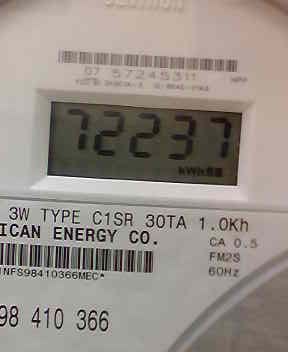 07 57245311
72237
kWh
3W TYPE C1SR 30TA 1.0Kh
ICAN ENERGY CO.
CA 0.5
FM2S
60Hz
NFS98410366MEC*
98 410 366